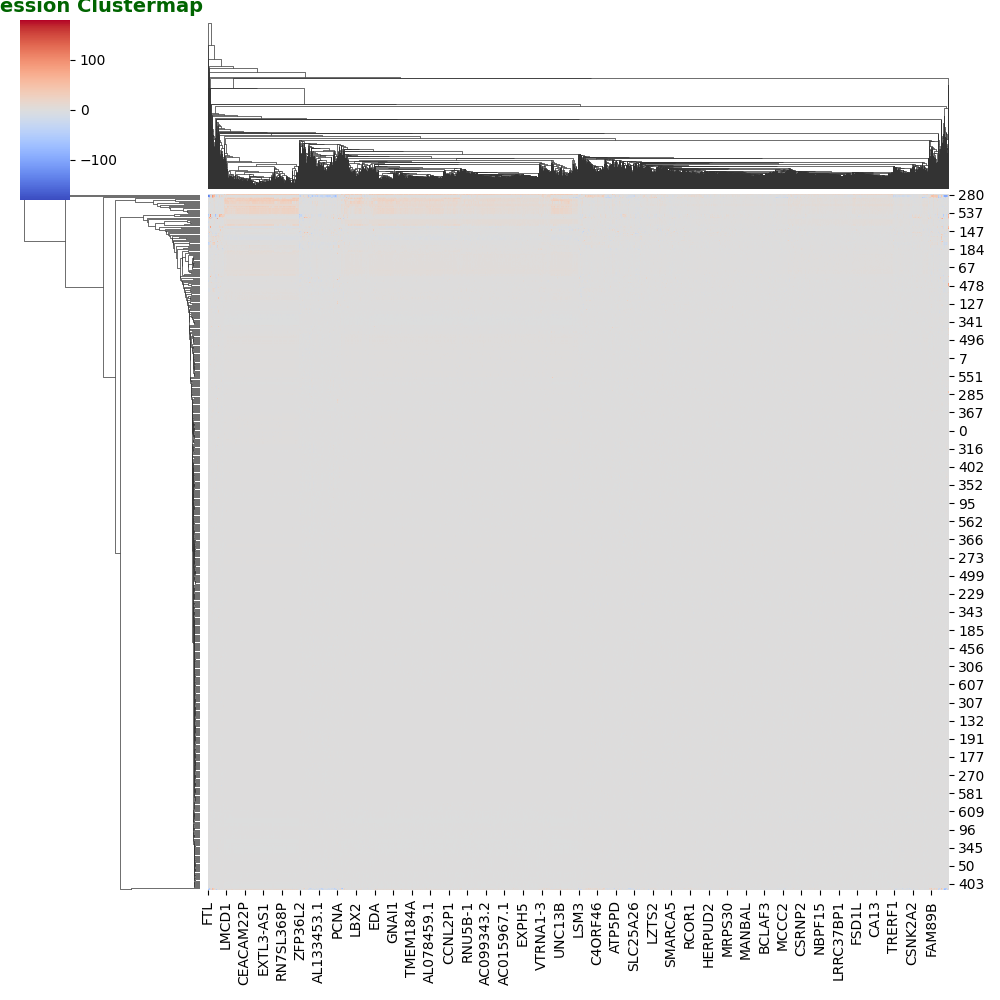 ession Clustermap
100
0
−100
280
537
147
184
67
478
127
341
496
7
551
285
367
0
316
402
352
95
562
366
273
499
229
343
185
456
306
607
307
132
191
177
270
581
609
96
345
50
403
FTL
LMCD1
CEACAM22P
EXTL3-AS1
RN7SL368P
ZFP36L2
AL133453.1
PCNA
LBX2
EDA
GNAI1
TMEM184A
AL078459.1
CCNL2P1
RNU5B-1
AC099343.2
AC015967.1
EXPH5
VTRNA1-3
UNC13B
LSM3
C4ORF46
ATP5PD
SLC25A26
LZTS2
SMARCA5
RCOR1
HERPUD2
MRPS30
MANBAL
BCLAF3
MCCC2
CSRNP2
NBPF15
LRRC37BP1
FSD1L
CA13
TRERF1
CSNK2A2
FAM89B